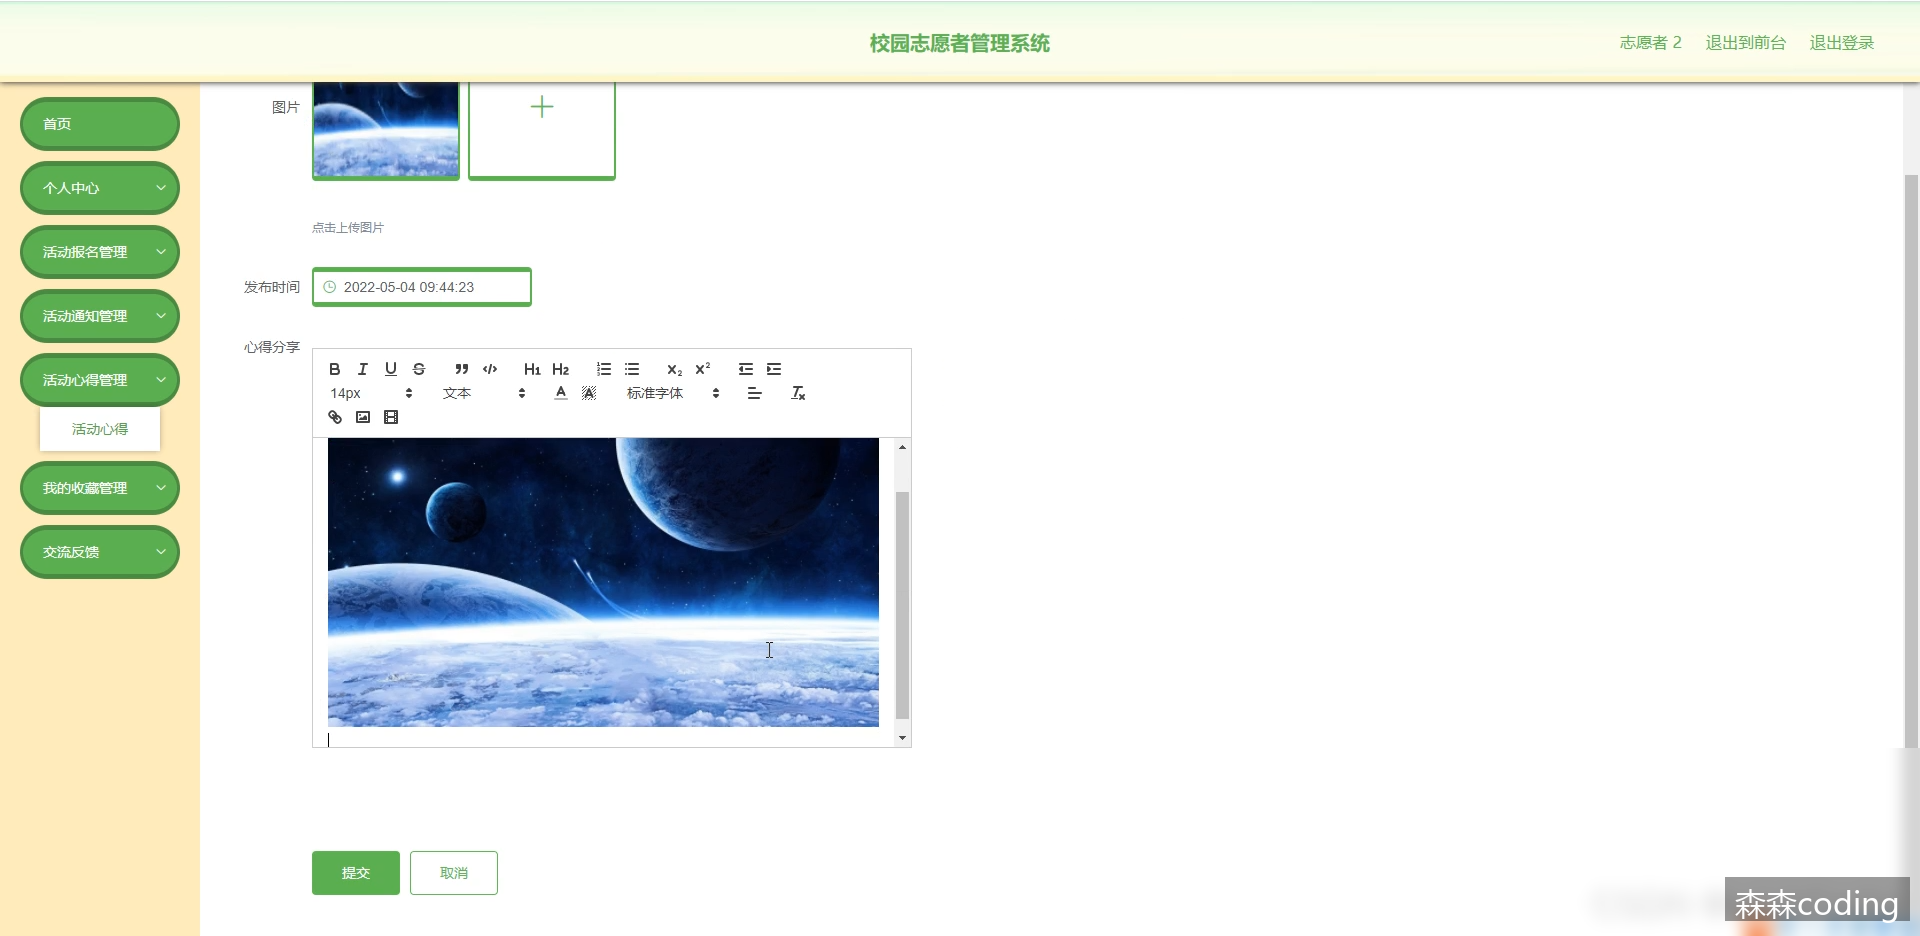 校园志愿者管理系统
志愿者 2 退出到前台 退出登录
首页
个人中心
活动报名管理
活动通知管理
活动心得管理
活动心得
我的收藏管理
交流反馈
图片
点击上传图片
发布时间
2022-05-04 09:44:23
心得分享
B I U S H1 H2 X₂ X²
14px 文本 A A 标准字体 Tx
提交 取消
森森coding